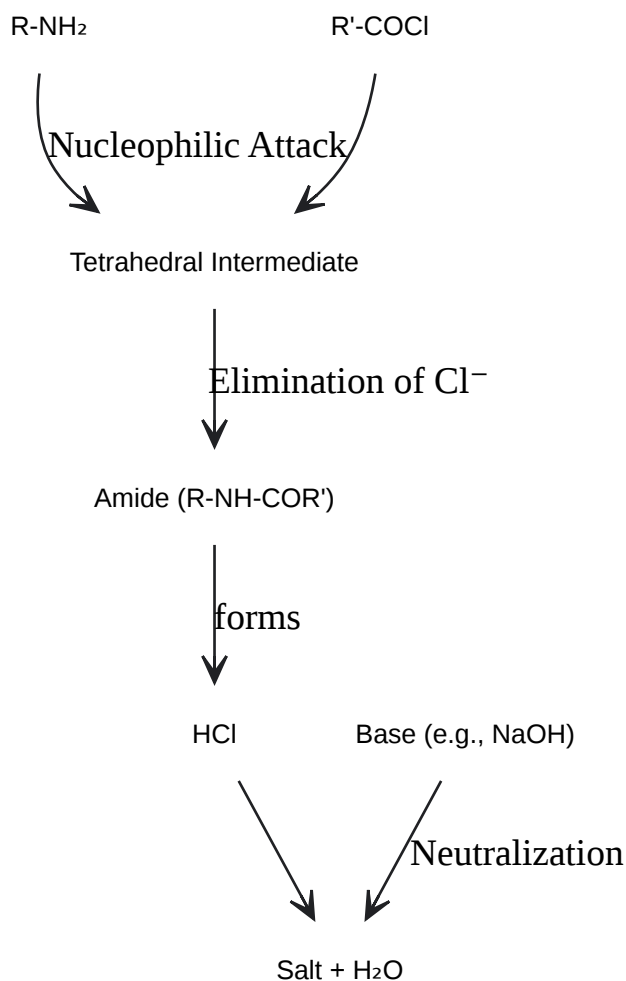 R-NH₂
R'-COCl
Nucleophilic Attack
Tetrahedral Intermediate
Elimination of Cl⁻
Amide (R-NH-COR')
forms
HCl
Base (e.g., NaOH)
Neutralization
Salt + H₂O